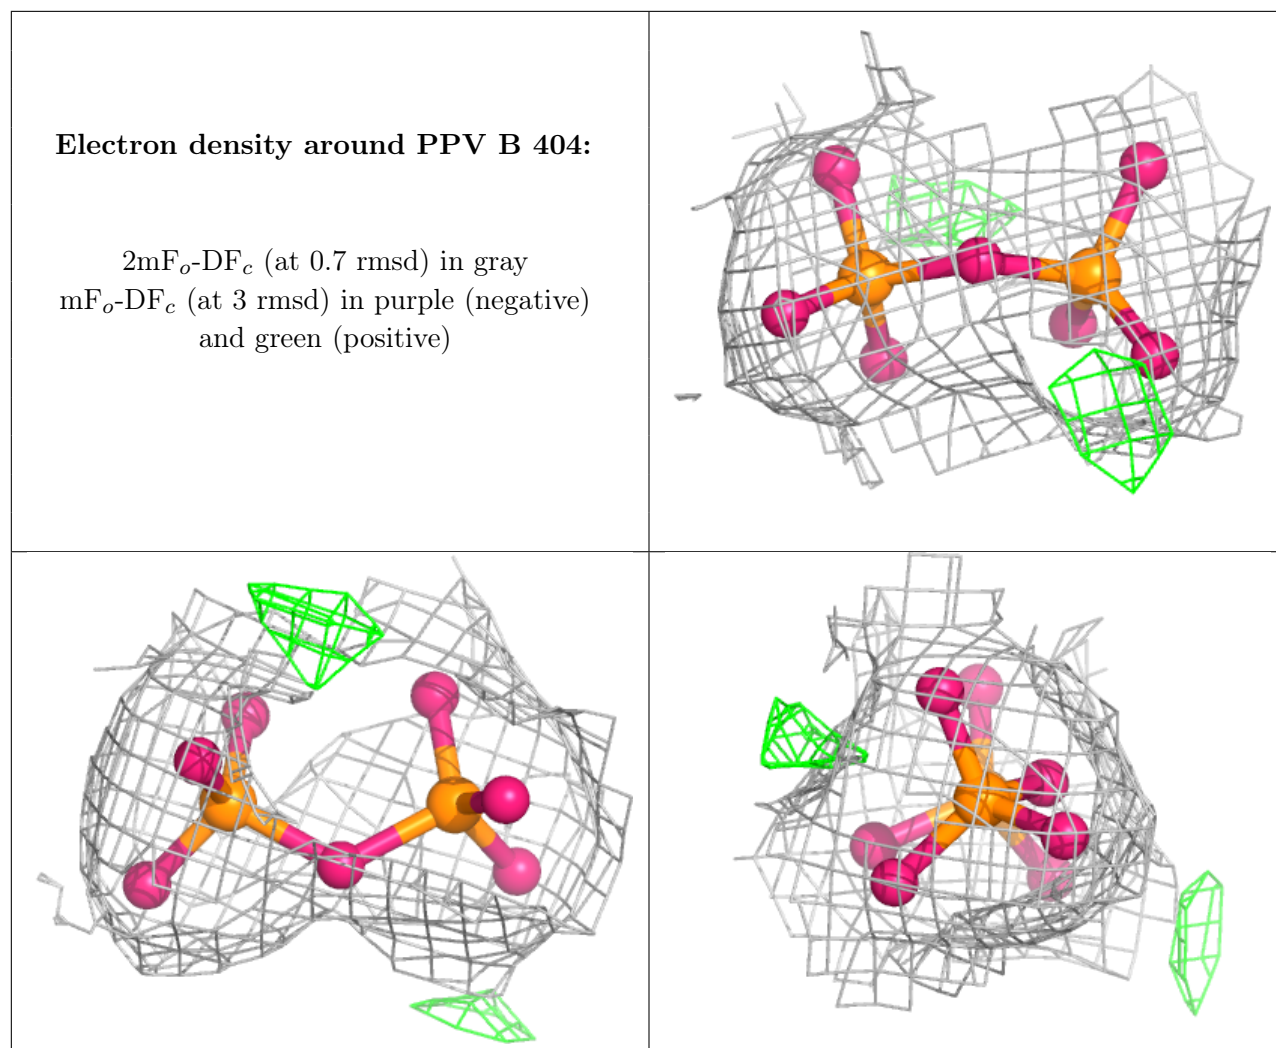 Electron density around PPV B 404:
2mFo-DFc (at 0.7 rmsd) in gray
mFo-DFc (at 3 rmsd) in purple (negative)
and green (positive)